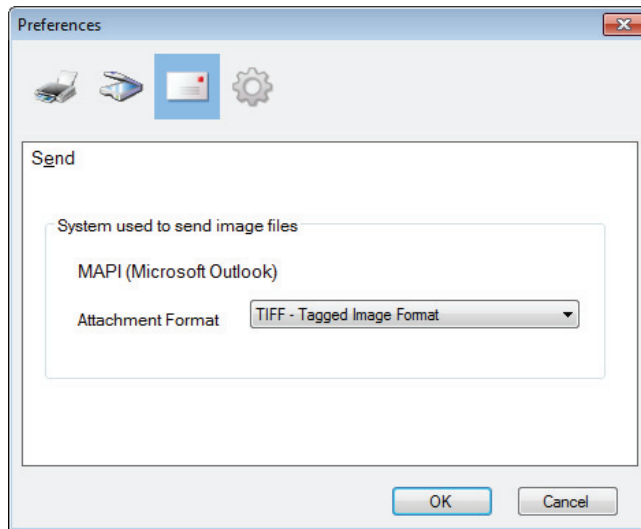 Preferences
Send
System used to send image files
MAPI (Microsoft Outlook)
Attachment Format TIFF - Tagged Image Format
OK Cancel